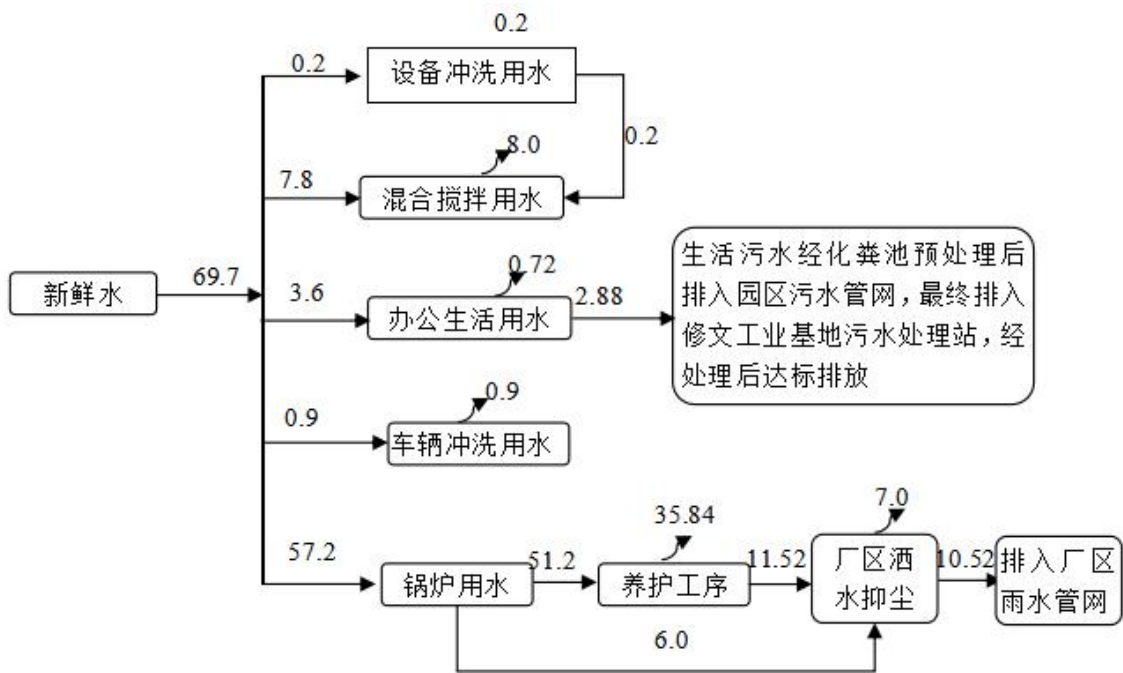 0.2
0.2
设备冲洗用水
0.2
8.0
7.8
混合搅拌用水
新鲜水
69.7
3.6
0.72
办公生活用水
2.88
生活污水经化粪池预处理后
排入园区污水管网，最终排入
修文工业基地污水处理站，经
处理后达标排放
0.9
0.9
车辆冲洗用水
57.2
锅炉用水
51.2
35.84
养护工序
11.52
7.0
厂区洒
水抑尘
10.52
排入厂区
雨水管网
6.0